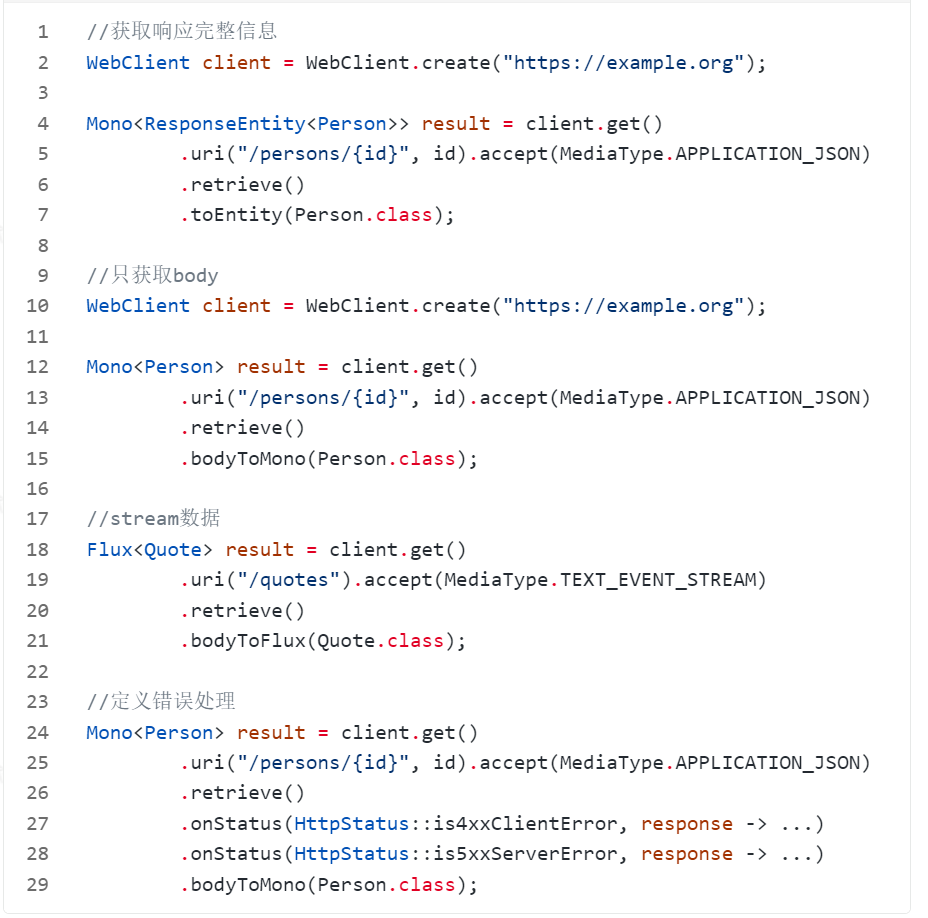 1 //获取响应完整信息
2 WebClient client = WebClient.create("https://example.org");
3
4 Mono<ResponseEntity<Person>> result = client.get()
5         .uri("/persons/{id}", id).accept(MediaType.APPLICATION_JSON)
6         .retrieve()
7         .toEntity(Person.class);
8
9 //只获取body
10 WebClient client = WebClient.create("https://example.org");
11
12 Mono<Person> result = client.get()
13         .uri("/persons/{id}", id).accept(MediaType.APPLICATION_JSON)
14         .retrieve()
15         .bodyToMono(Person.class);
16
17 //stream数据
18 Flux<Quote> result = client.get()
19         .uri("/quotes").accept(MediaType.TEXT_EVENT_STREAM)
20         .retrieve()
21         .bodyToFlux(Quote.class);
22
23 //定义错误处理
24 Mono<Person> result = client.get()
25         .uri("/persons/{id}", id).accept(MediaType.APPLICATION_JSON)
26         .retrieve()
27         .onStatus(HttpStatus::is4xxClientError, response -> ...)
28         .onStatus(HttpStatus::is5xxServerError, response -> ...)
29         .bodyToMono(Person.class);